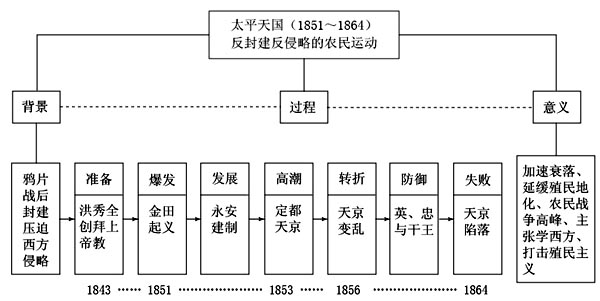 太平天国（1851～1864）
反封建反侵略的农民运动
背景
过程
意义
鸦片
战后
封建
压迫
西方
侵略
准备
洪秀全
创拜上
帝教
爆发
金田
起义
发展
永安
建制
高潮
定都
天京
转折
天京
变乱
防御
英、忠
与干王
失败
天京
陷落
加速衰落、
延缓殖民地
化、农民战
争高峰、主
张学西方、
打击殖民主
义
1843 …… 1851 …… 1853 …… 1856 …… 1864